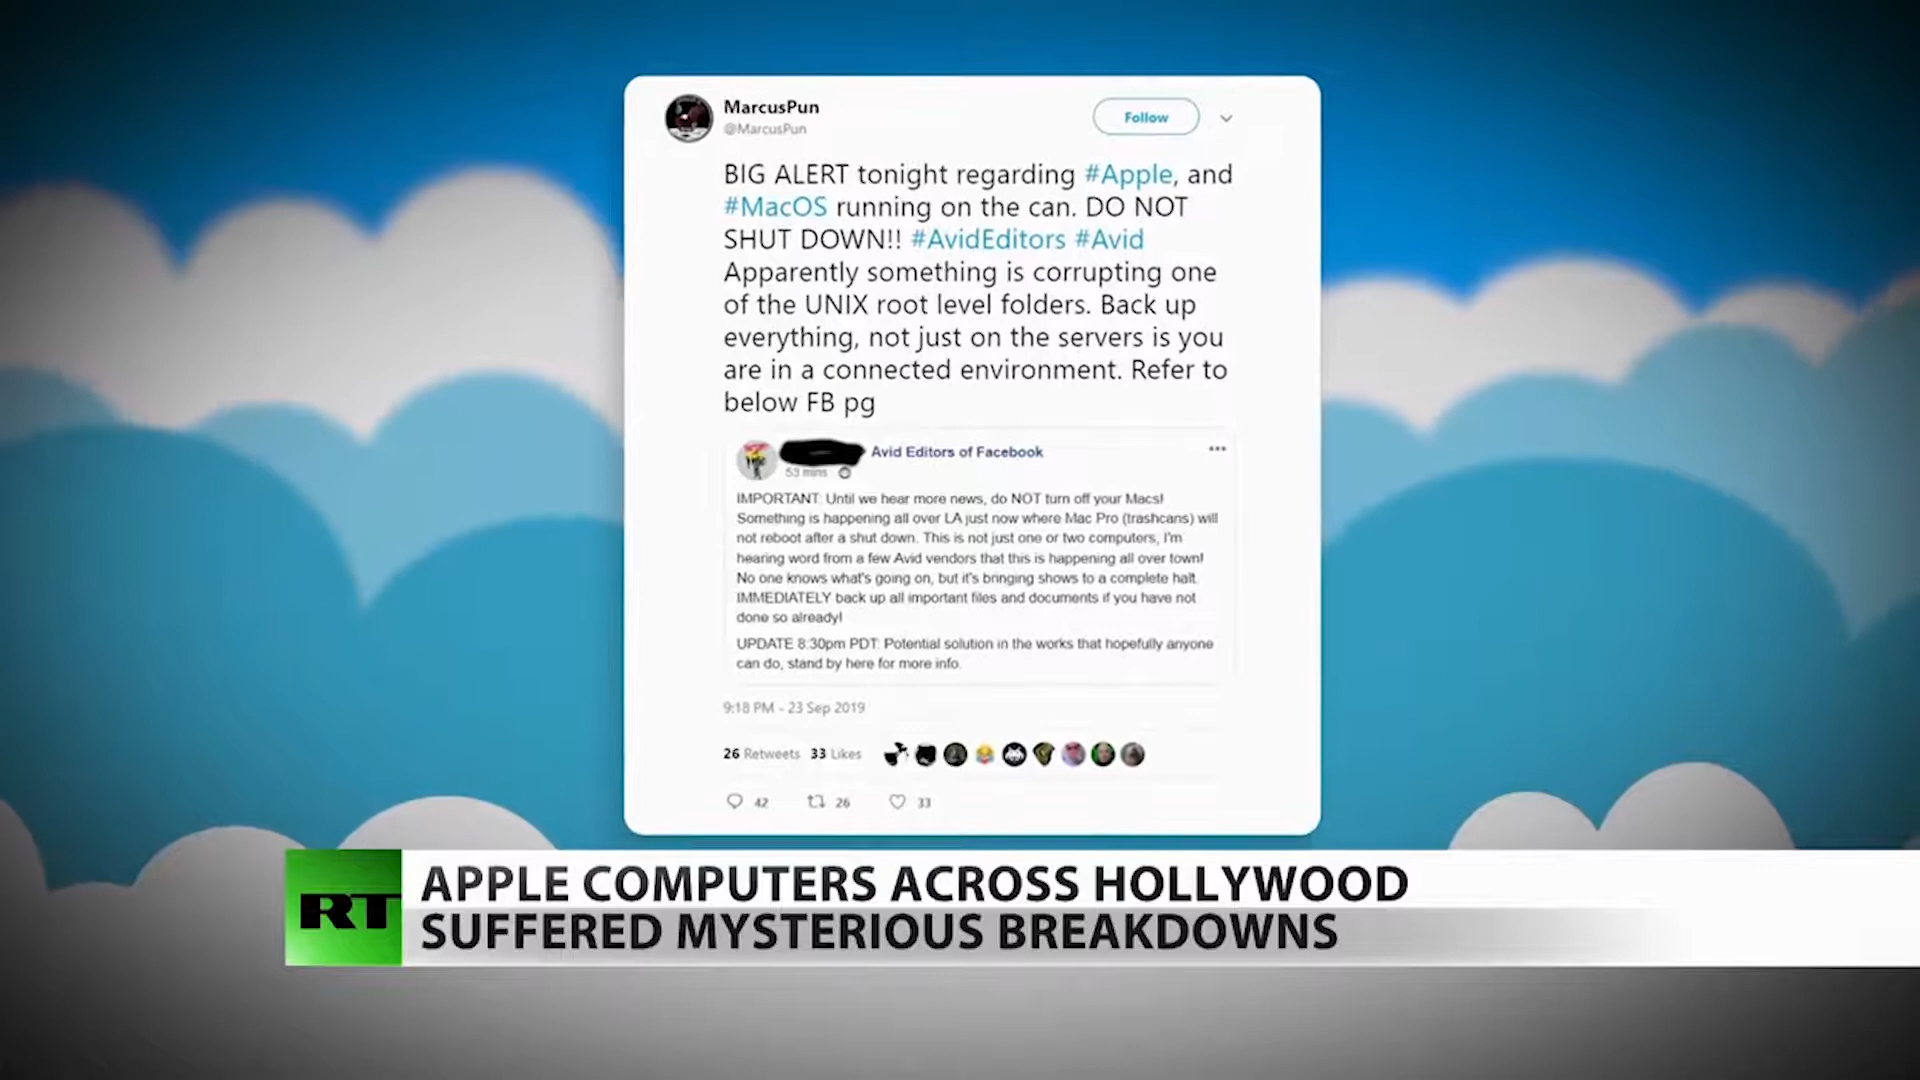 MarcusPun
@MarcusPun
Follow
BIG ALERT tonight regarding #Apple, and
#MacOS running on the can. DO NOT
SHUT DOWN!! #AvidEditors #Avid
Apparently something is corrupting one
of the UNIX root level folders. Back up
everything, not just on the servers is you
are in a connected environment. Refer to
below FB pg
Avid Editors of Facebook
53 mins
IMPORTANT: Until we hear more news, do NOT turn off your Macs!
Something is happening all over LA just now where Mac Pro (trashcans) will
not reboot after a shut down. This is not just one or two computers, I'm
hearing word from a few Avid vendors that this is happening all over town!
No one knows what's going on, but it's bringing shows to a complete halt.
IMMEDIATELY back up all important files and documents if you have not
done so already!
UPDATE 8:30pm PDT: Potential solution in the works that hopefully anyone
can do, stand by here for more info.
9:18 PM - 23 Sep 2019
26 Retweets 33 Likes
42 26 33
RT
APPLE COMPUTERS ACROSS HOLLYWOOD
SUFFERED MYSTERIOUS BREAKDOWNS